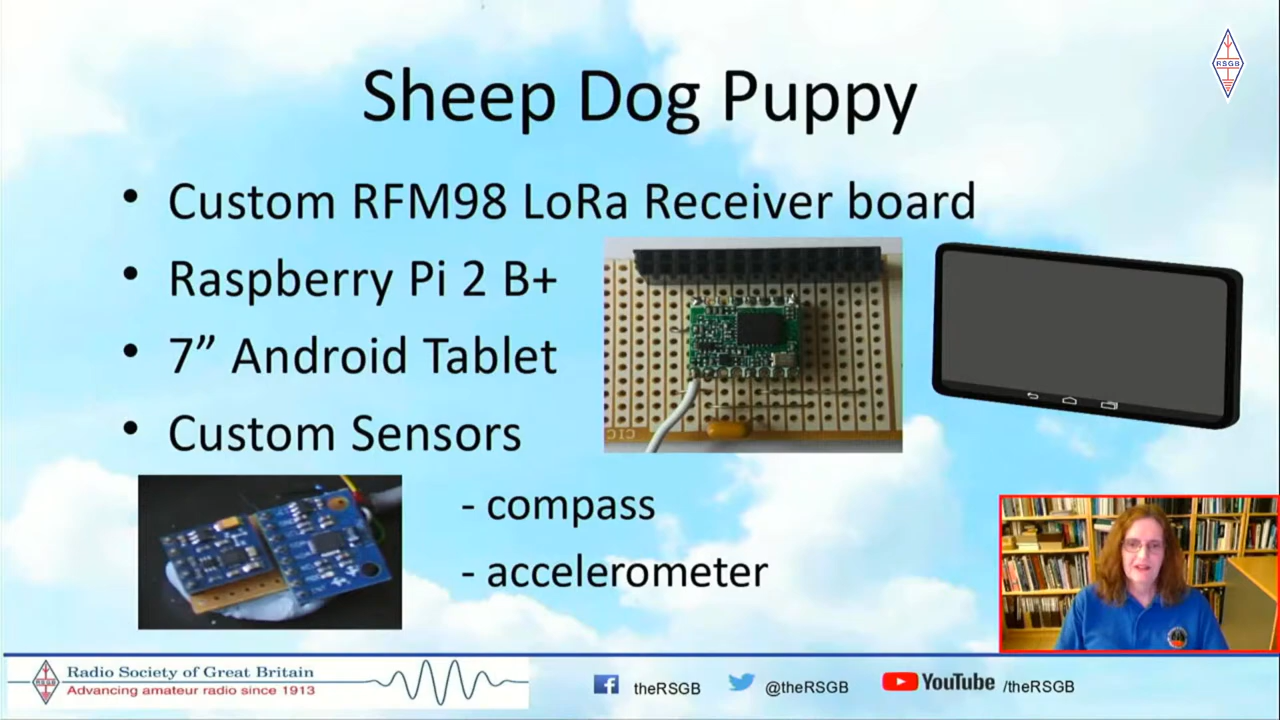 Sheep Dog Puppy
RSGB
• Custom RFM98 LoRa Receiver board
• Raspberry Pi 2 B+
• 7” Android Tablet
• Custom Sensors
- compass
- accelerometer
RSGB
Radio Society of Great Britain
Advancing amateur radio since 1913
theRSGB
@theRSGB
YouTube /theRSGB